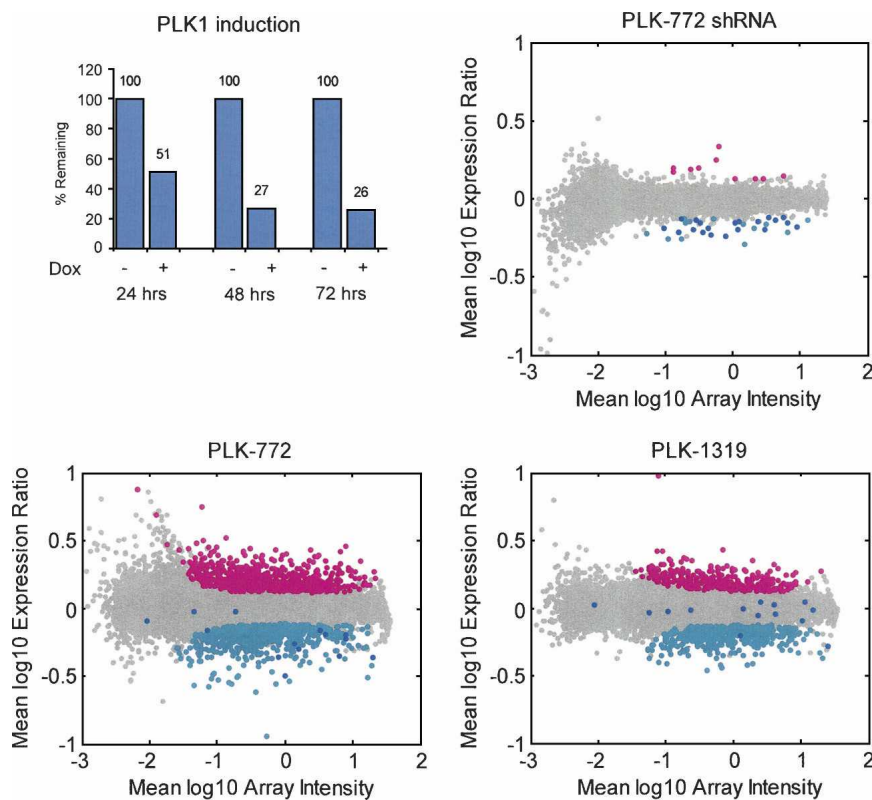 PLK1 induction
% Remaining
120
100
80
60
40
20
0
100
51
100
27
100
26
Dox
- + - + - +
24 hrs 48 hrs 72 hrs
PLK-772 shRNA
Mean log10 Expression Ratio
1
0.5
0
-0.5
-1
-3 -2 -1 0 1 2
Mean log10 Array Intensity
PLK-772
Mean log10 Expression Ratio
1
0.5
0
-0.5
-1
-3 -2 -1 0 1 2
Mean log10 Array Intensity
PLK-1319
Mean log10 Expression Ratio
1
0.5
0
-0.5
-1
-3 -2 -1 0 1 2
Mean log10 Array Intensity